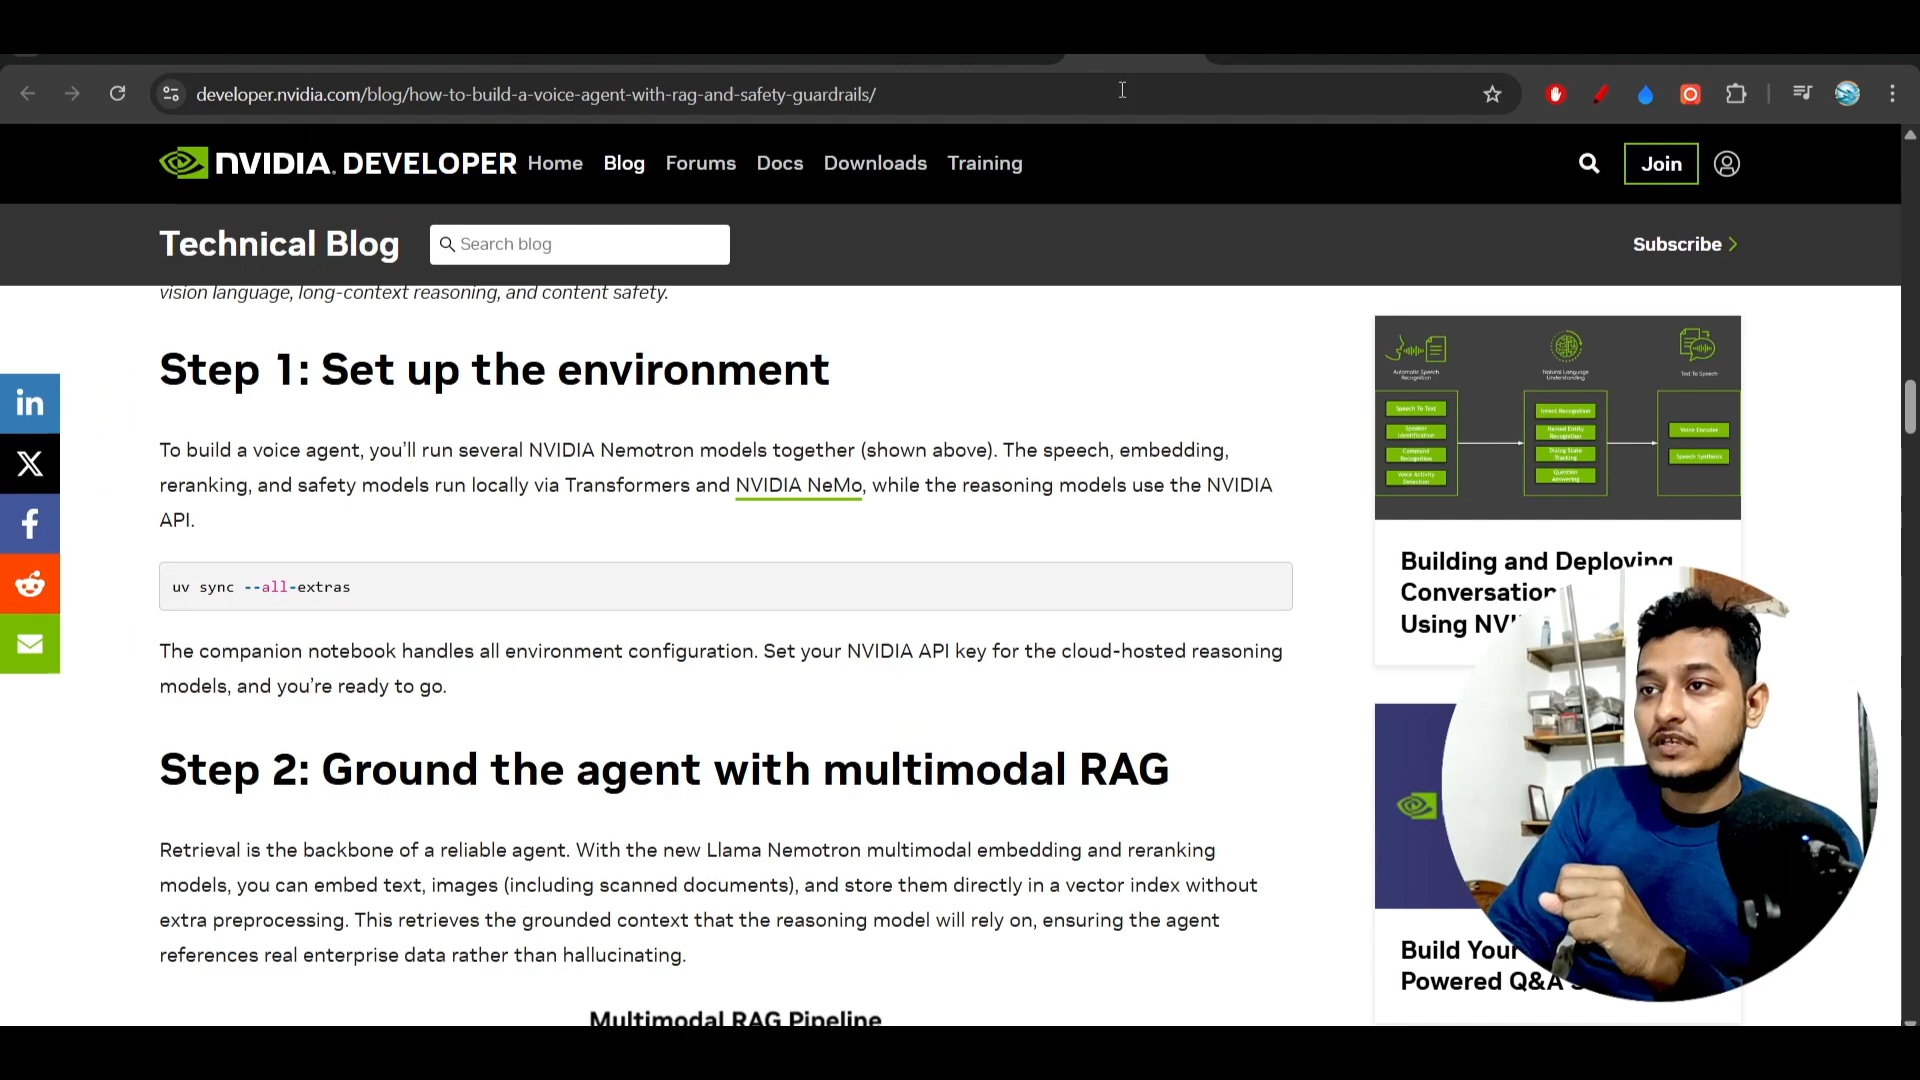 developer.nvidia.com/blog/how-to-build-a-voice-agent-with-rag-and-safety-guardrails/
NVIDIA. DEVELOPER Home Blog Forums Docs Downloads Training Join
Technical Blog Search blog Subscribe
vision language, long-context reasoning, and content safety.
Step 1: Set up the environment
To build a voice agent, you’ll run several NVIDIA Nemotron models together (shown above). The speech, embedding,
reranking, and safety models run locally via Transformers and NVIDIA NeMo, while the reasoning models use the NVIDIA
API.
uv sync --all-extras
The companion notebook handles all environment configuration. Set your NVIDIA API key for the cloud-hosted reasoning
models, and you’re ready to go.
Step 2: Ground the agent with multimodal RAG
Retrieval is the backbone of a reliable agent. With the new Llama Nemotron multimodal embedding and reranking
models, you can embed text, images (including scanned documents), and store them directly in a vector index without
extra preprocessing. This retrieves the grounded context that the reasoning model will rely on, ensuring the agent
references real enterprise data rather than hallucinating.
Multimodal RAG Pipeline
in
X
f
Automatic Speech
Recognition
Natural Language
Understanding
Text To Speech
Speech To Text
Speaker
Identification
Command
Recognition
Voice Activity
Detection
Intent Recognition
Named Entity
Recognition
Dialog State
Tracking
Question
Answering
Voice Encoder
Speech Synthesis
Building and Deploying
Using
Build Your
Powered Q&A